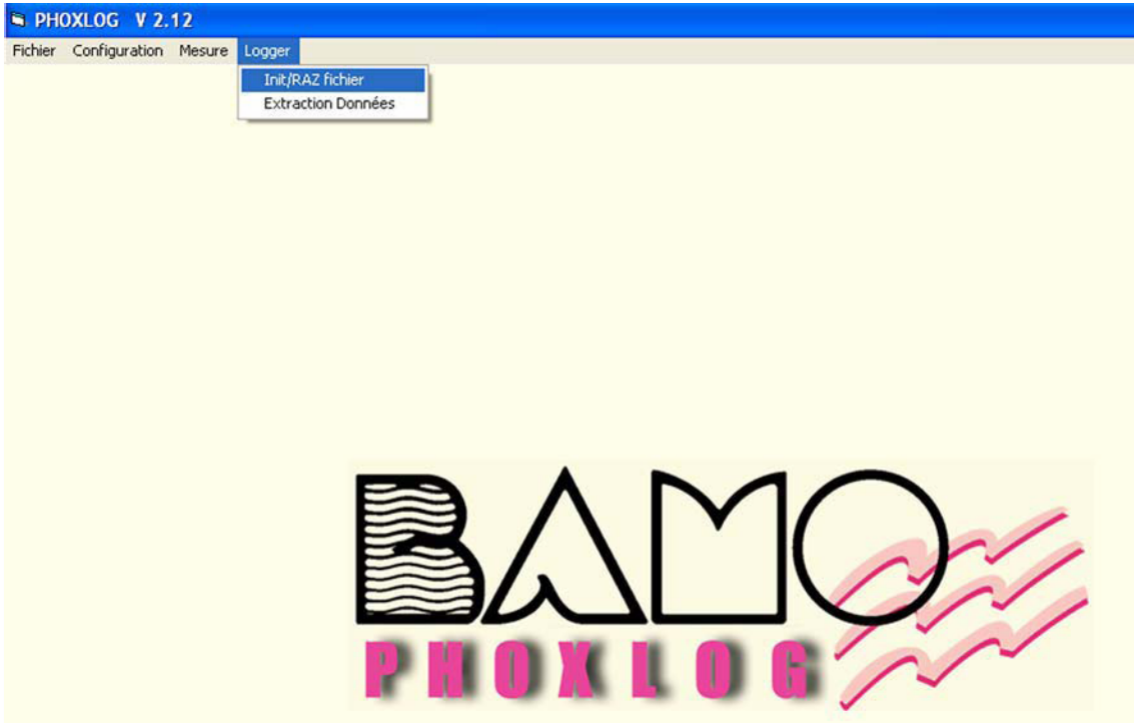 PHOXLOG V 2.12
Fichier Configuration Mesure Logger
Init/RAZ fichier
Extraction Données
BAMO
PHOXLOG